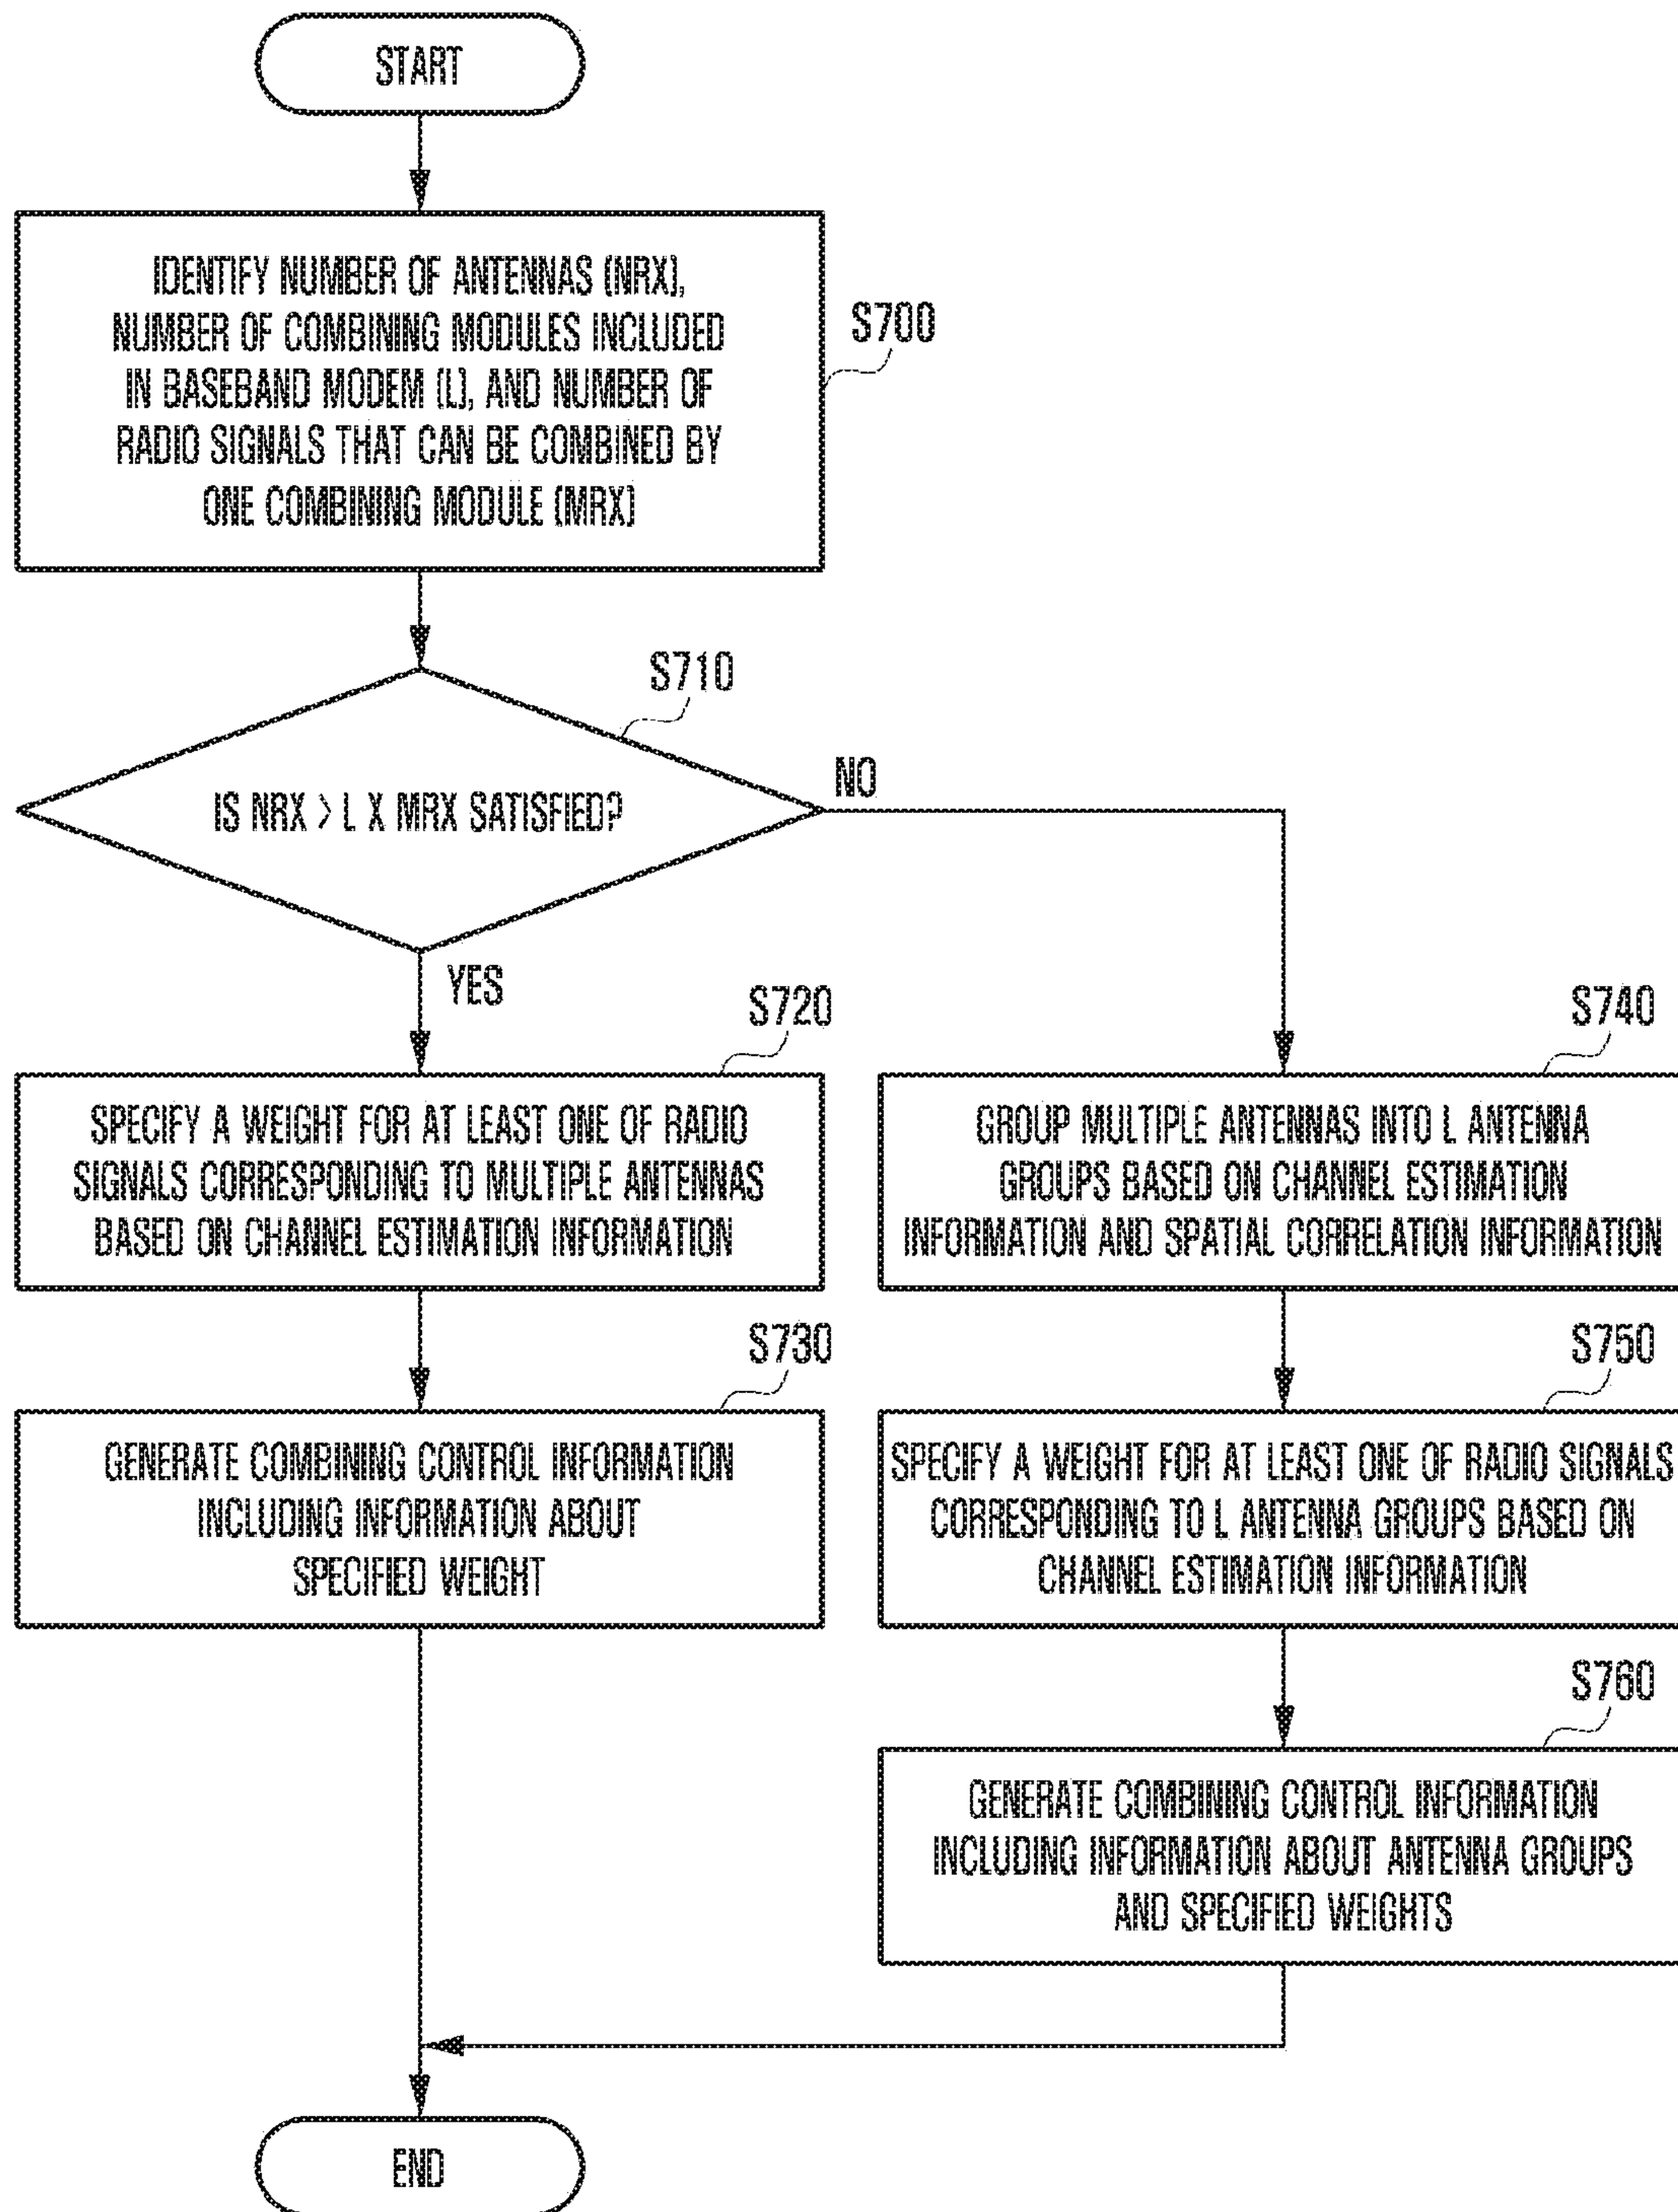 START
IDENTIFY NUMBER OF ANTENNAS (NRX),
NUMBER OF COMBINING MODULES INCLUDED
IN BASEBAND MODEM (L), AND NUMBER OF
RADIO SIGNALS THAT CAN BE COMBINED BY
ONE COMBINING MODULE (MRX)
S700
S710
IS NRX > L X MRX SATISFIED?
NO
YES
S720
SPECIFY A WEIGHT FOR AT LEAST ONE OF RADIO
SIGNALS CORRESPONDING TO MULTIPLE ANTENNAS
BASED ON CHANNEL ESTIMATION INFORMATION
S730
GENERATE COMBINING CONTROL INFORMATION
INCLUDING INFORMATION ABOUT
SPECIFIED WEIGHT
S740
GROUP MULTIPLE ANTENNAS INTO L ANTENNA
GROUPS BASED ON CHANNEL ESTIMATION
INFORMATION AND SPATIAL CORRELATION INFORMATION
S750
SPECIFY A WEIGHT FOR AT LEAST ONE OF RADIO SIGNALS
CORRESPONDING TO L ANTENNA GROUPS BASED ON
CHANNEL ESTIMATION INFORMATION
S760
GENERATE COMBINING CONTROL INFORMATION
INCLUDING INFORMATION ABOUT ANTENNA GROUPS
AND SPECIFIED WEIGHTS
END